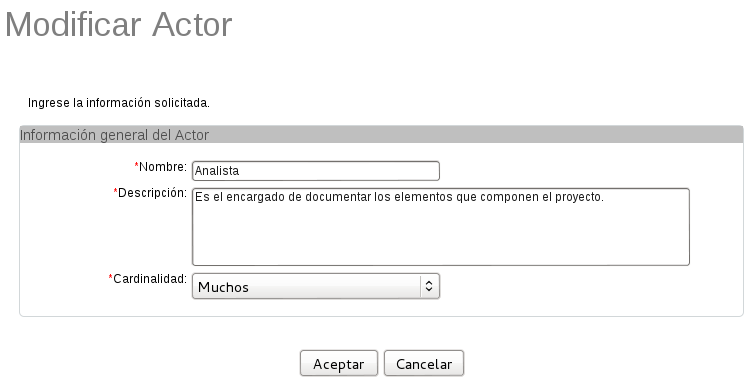 Modificar Actor
Ingrese la información solicitada.
Información general del Actor
*Nombre: Analista
*Descripción: Es el encargado de documentar los elementos que componen el proyecto.
*Cardinalidad: Muchos
Aceptar Cancelar